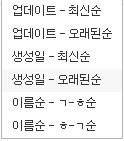 업데이트 - 최신순
업데이트 - 오래된순
생성일 - 최신순
생성일 - 오래된순
이름순 - ㄱ-ㅎ순
이름순 - ㅎ-ㄱ순